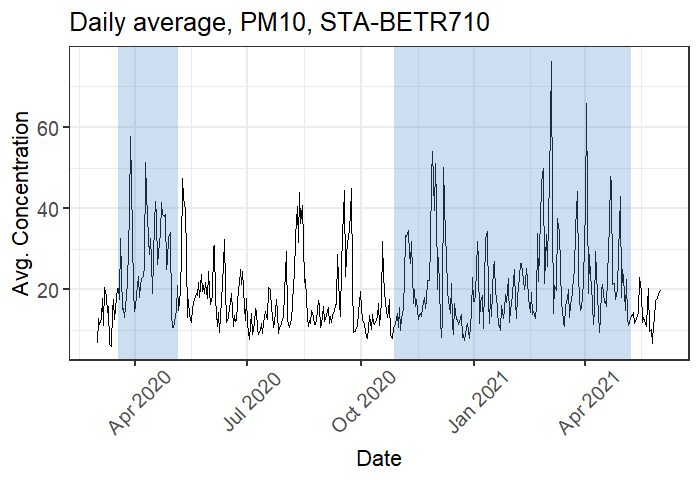 Daily average, PM10, STA-BETR710
Avg. Concentration
60
40
20
Apr 2020
Jul 2020
Oct 2020
Jan 2021
Apr 2021
Date